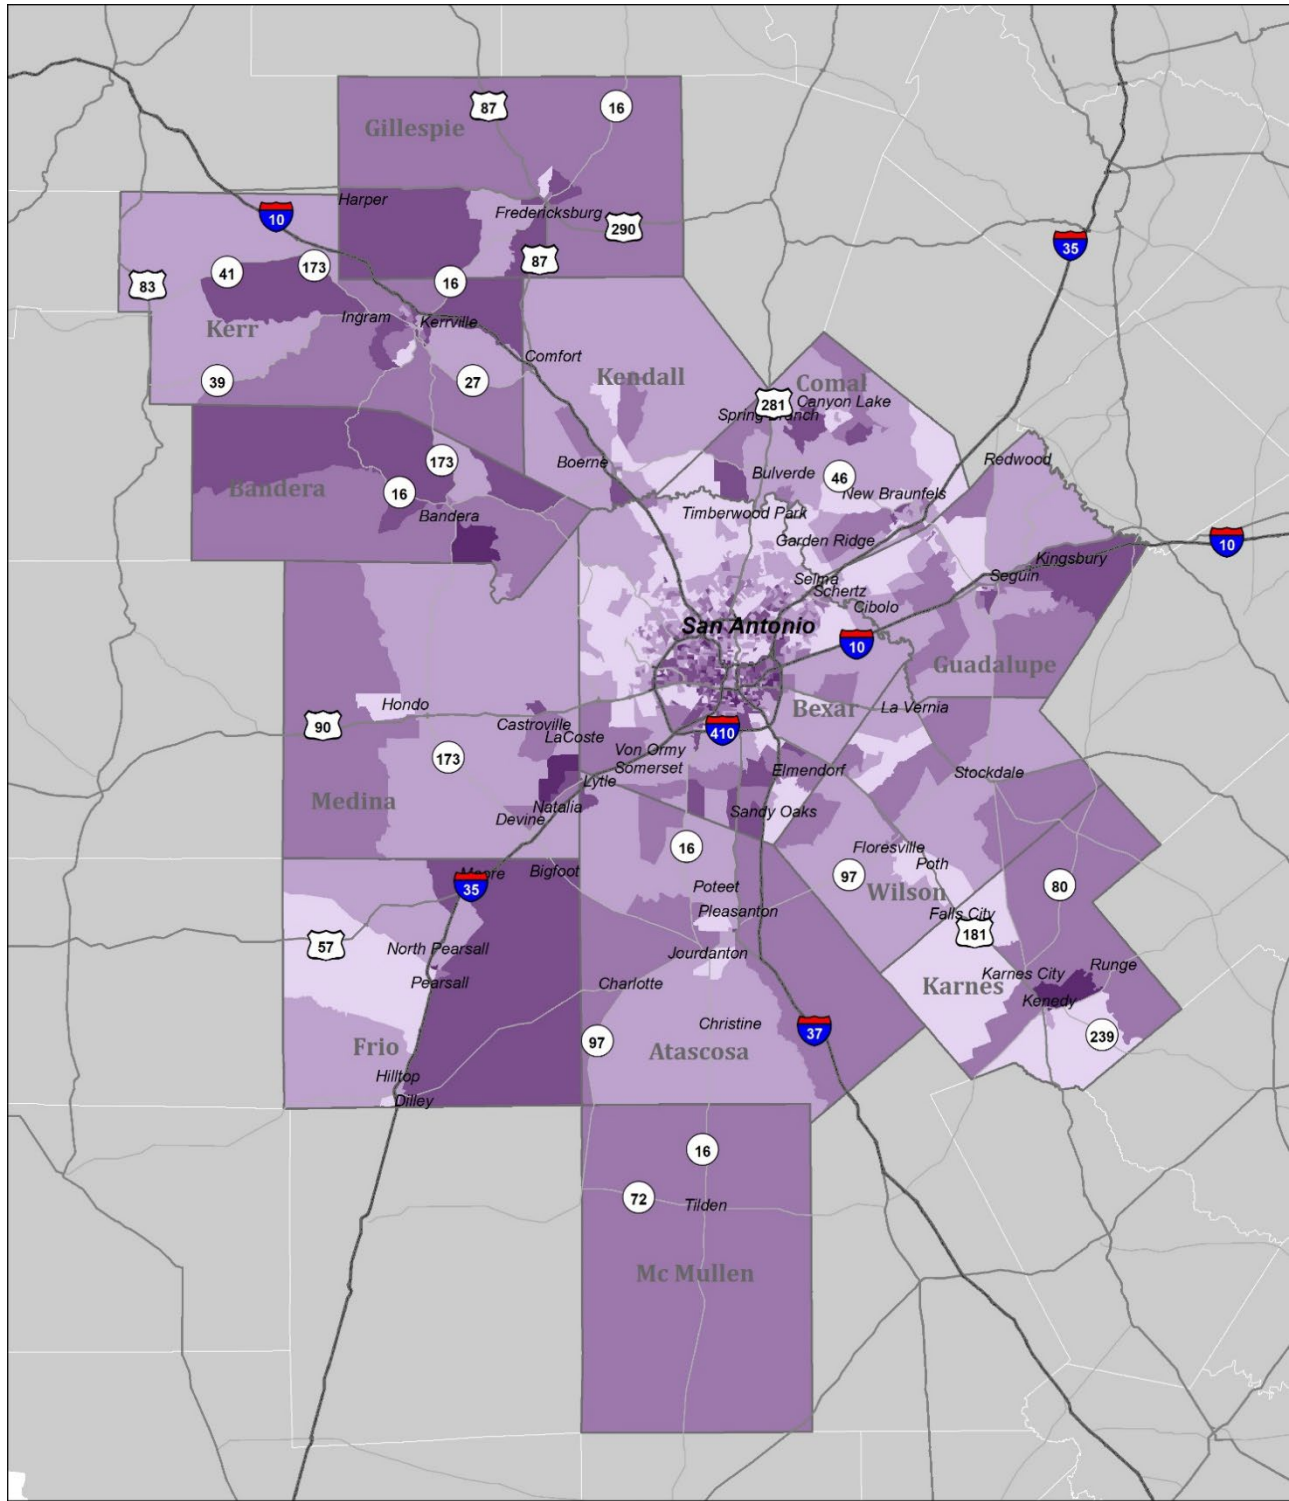 87
16
Gillespie
Harper
Fredericksburg
10
290
35
87
41
173
16
83
Kerr
Ingram
Kerrville
Comfort
Kendall
Comal
39
27
281
Canyon Lake
Spring Branch
173
Boerne
Bulverde
46
Redwood
Bandera
16
New Braunfels
Bandera
Timberwood Park
Garden Ridge
10
Kingsbury
Selma
Seguin
Schertz
Cibolo
San Antonio
10
Guadalupe
Hondo
Bexar
La Vernia
90
Castroville
LaCoste
410
173
Von Ormy
Somerset
Elmendorf
Stockdale
Lytle
Medina
Natalia
Devine
Sandy Oaks
16
Floresville
Poth
Moore
Bigfoot
97
Wilson
80
35
Poteet
Pleasanton
Falls City
57
North Pearsall
181
Jourdanton
Pearsall
Charlotte
Karnes City
Runge
Karnes
Kenedy
Christine
37
239
Frio
97
Atascosa
Hilltop
Dilley
16
72
Tilden
Mc Mullen